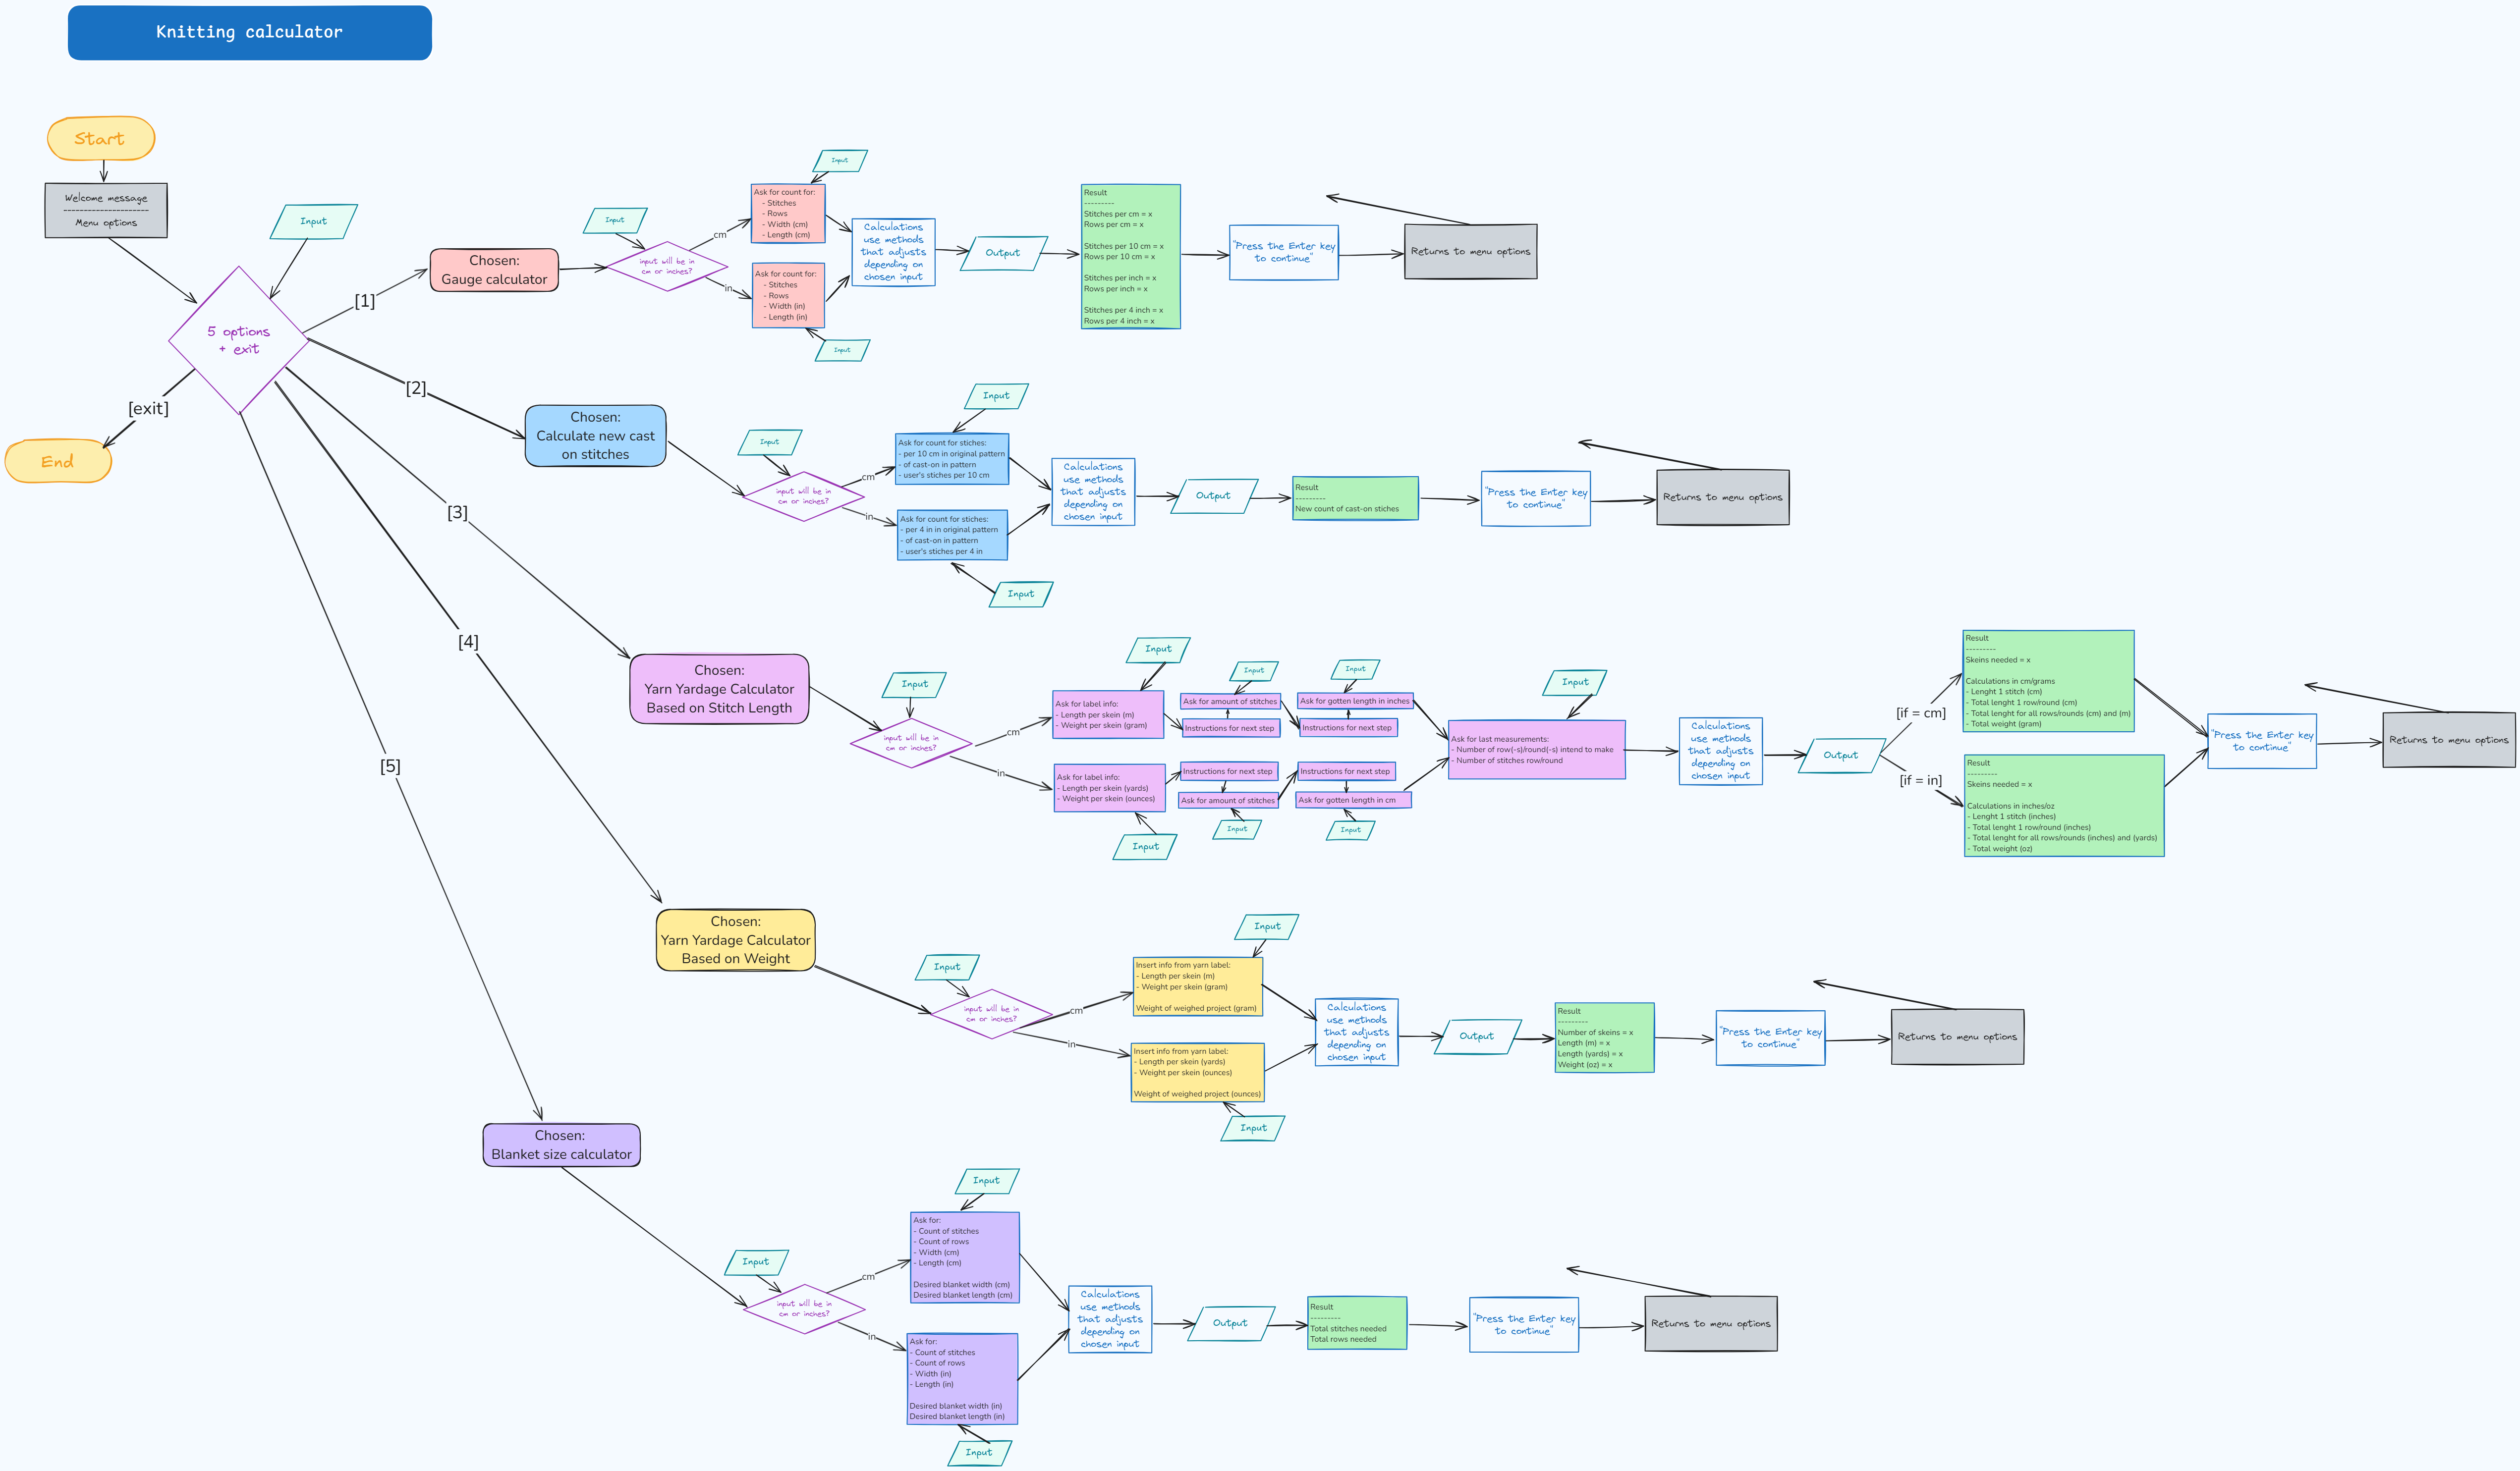 Knitting calculator
Start
Welcome message
---------------------
Menu options
Input
5 options
+ exit
[exit]
End
[1]
Chosen:
Gauge calculator
Input
input will be in
cm or inches?
cm
in
Input
Ask for count for:
- Stitches
- Rows
- Width (cm)
- Length (cm)
Ask for count for:
- Stitches
- Rows
- Width (in)
- Length (in)
Input
Calculations
use methods
that adjusts
depending on
chosen input
Output
Result
---------
Stitches per cm = x
Rows per cm = x
Stitches per 10 cm = x
Rows per 10 cm = x
Stitches per inch = x
Rows per inch = x
Stitches per 4 inch = x
Rows per 4 inch = x
"Press the Enter key
to continue"
Returns to menu options
[2]
Chosen:
Calculate new cast
on stitches
Input
input will be in
cm or inches?
cm
in
Input
Ask for count for stiches:
- per 10 cm in original pattern
- of cast-on in pattern
- user's stiches per 10 cm
Ask for count for stiches:
- per 4 in in original pattern
- of cast-on in pattern
- user's stiches per 4 in
Input
Calculations
use methods
that adjusts
depending on
chosen input
Output
Result
---------
New count of cast-on stiches
"Press the Enter key
to continue"
Returns to menu options
[3]
Chosen:
Yarn Yardage Calculator
Based on Stitch Length
Input
input will be in
cm or inches?
cm
in
Input
Ask for label info:
- Length per skein (m)
- Weight per skein (gram)
Input
Ask for amount of stitches
Instructions for next step
Input
Ask for gotten length in inches
Instructions for next step
Ask for label info:
- Length per skein (yards)
- Weight per skein (ounces)
Input
Instructions for next step
Ask for amount of stitches
Input
Instructions for next step
Ask for gotten length in cm
Input
Input
Ask for last measurements:
- Number of row(-s)/round(-s) intend to make
- Number of stitches row/round
Calculations
use methods
that adjusts
depending on
chosen input
Output
[if = cm]
[if = in]
Result
---------
Skeins needed = x
Calculations in cm/grams
- Lenght 1 stitch (cm)
- Total lenght 1 row/round (cm)
- Total lenght for all rows/rounds (cm) and (m)
- Total weight (gram)
Result
---------
Skeins needed = x
Calculations in inches/oz
- Lenght 1 stitch (inches)
- Total lenght 1 row/round (inches)
- Total lenght for all rows/rounds (inches) and (yards)
- Total weight (oz)
"Press the Enter key
to continue"
Returns to menu options
[4]
Chosen:
Yarn Yardage Calculator
Based on Weight
Input
input will be in
cm or inches?
cm
in
Input
Insert info from yarn label:
- Length per skein (m)
- Weight per skein (gram)
Weight of weighed project (gram)
Insert info from yarn label:
- Length per skein (yards)
- Weight per skein (ounces)
Weight of weighed project (ounces)
Input
Calculations
use methods
that adjusts
depending on
chosen input
Output
Result
---------
Number of skeins = x
Length (m) = x
Length (yards) = x
Weight (oz) = x
"Press the Enter key
to continue"
Returns to menu options
[5]
Chosen:
Blanket size calculator
Input
input will be in
cm or inches?
cm
in
Input
Ask for:
- Count of stitches
- Count of rows
- Width (cm)
- Length (cm)
Desired blanket width (cm)
Desired blanket length (cm)
Ask for:
- Count of stitches
- Count of rows
- Width (in)
- Length (in)
Desired blanket width (in)
Desired blanket length (in)
Input
Calculations
use methods
that adjusts
depending on
chosen input
Output
Result
---------
Total stitches needed
Total rows needed
"Press the Enter key
to continue"
Returns to menu options